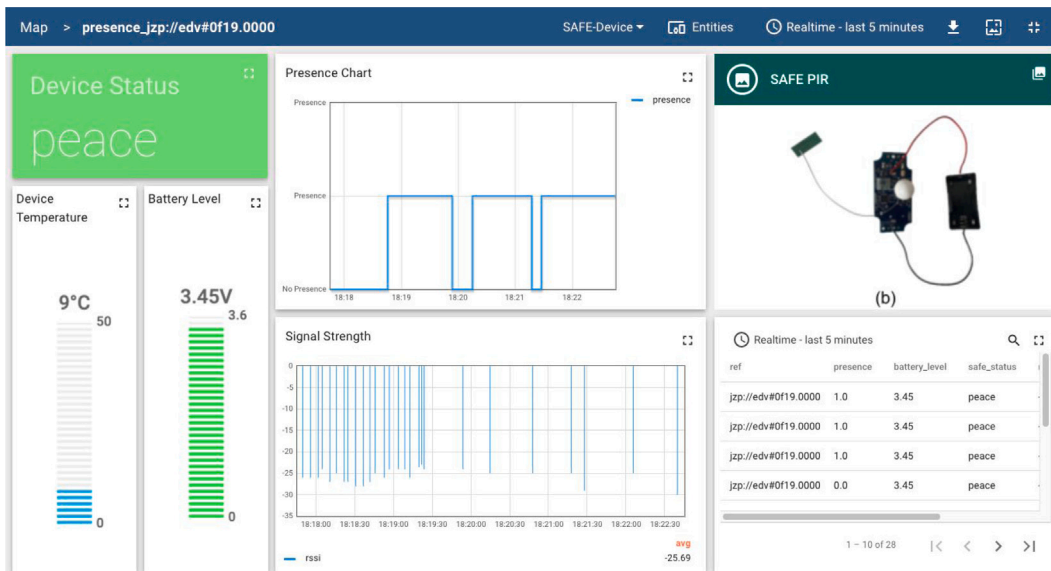 Map > presence_jzp://edv#0f19.0000
SAFE-Device
Entities
Realtime - last 5 minutes
Device Status
peace
Device
Temperature
9°C
50
0
Battery Level
3.45V
3.6
0
Presence Chart
presence
Presence
Presence
No Presence
18:18 18:19 18:20 18:21 18:22
Signal Strength
0
-5
-10
-15
-20
-25
-30
-35
18:18:00 18:18:30 18:19:00 18:19:30 18:20:00 18:20:30 18:21:00 18:21:30 18:22:00 18:22:30
avg
rssi -25.69
SAFE PIR
(b)
Realtime - last 5 minutes
ref presence battery_level safe_status
jzp://edv#0f19.0000 1.0 3.45 peace
jzp://edv#0f19.0000 1.0 3.45 peace
jzp://edv#0f19.0000 1.0 3.45 peace
jzp://edv#0f19.0000 0.0 3.45 peace
1 – 10 of 28